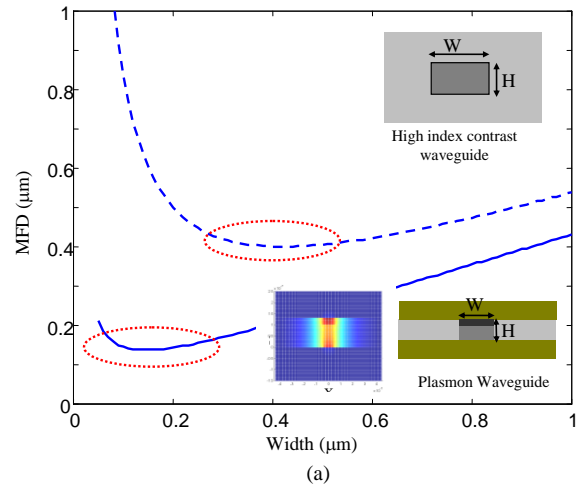 1
0.8
0.6
0.4
0.2
0
MFD (μm)
W
H
High index contrast
waveguide
W
H
Plasmon Waveguide
0
0.2
0.4
0.6
0.8
1
Width (μm)
(a)